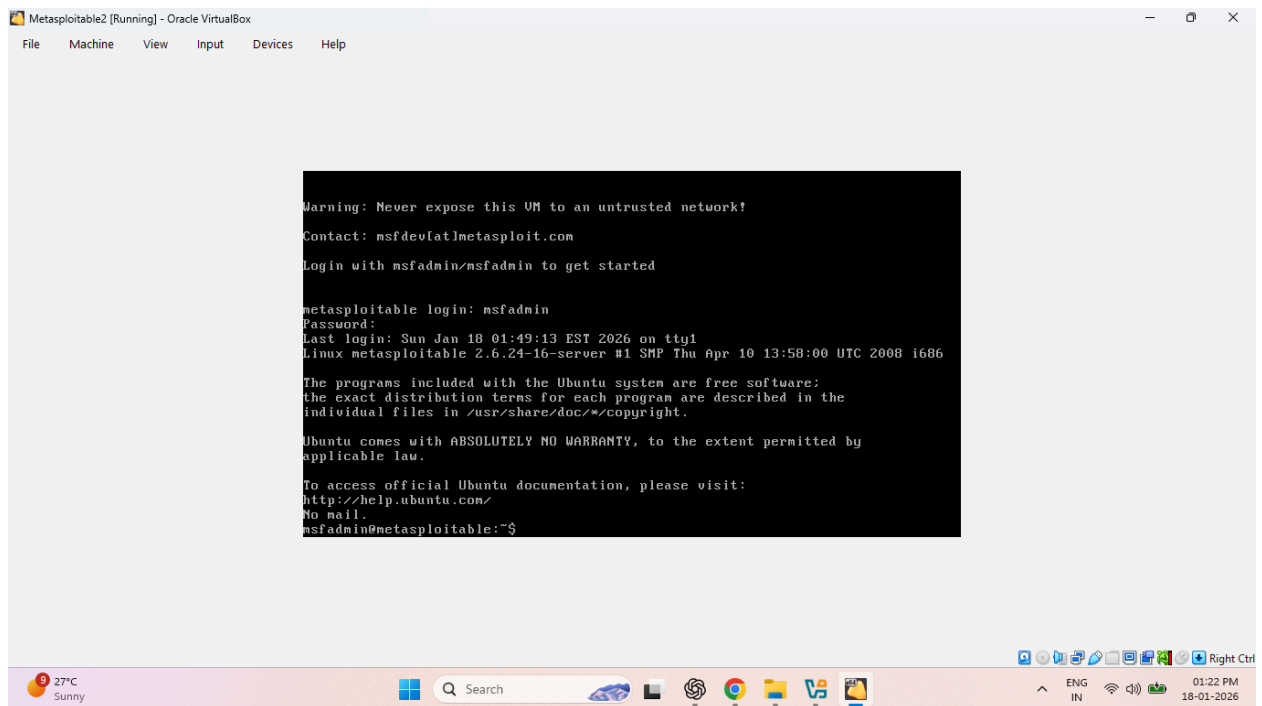 Metasploitable2 [Running] - Oracle VirtualBox
File Machine View Input Devices Help
Warning: Never expose this VM to an untrusted network!
Contact: msfdev[at]metasploit.com
Login with msfadmin/msfadmin to get started
metasploitable login: msfadmin
Password:
Last login: Sun Jan 18 01:49:13 EST 2026 on tty1
Linux metasploitable 2.6.24-16-server #1 SMP Thu Apr 10 13:58:00 UTC 2008 i686
The programs included with the Ubuntu system are free software;
the exact distribution terms for each program are described in the
individual files in /usr/share/doc/*/copyright.
Ubuntu comes with ABSOLUTELY NO WARRANTY, to the extent permitted by
applicable law.
To access official Ubuntu documentation, please visit:
http://help.ubuntu.com/
No mail.
msfadmin@metasploitable:~$
Right Ctrl
9
27°C
Sunny
Search
ENG
IN
01:22 PM
18-01-2026